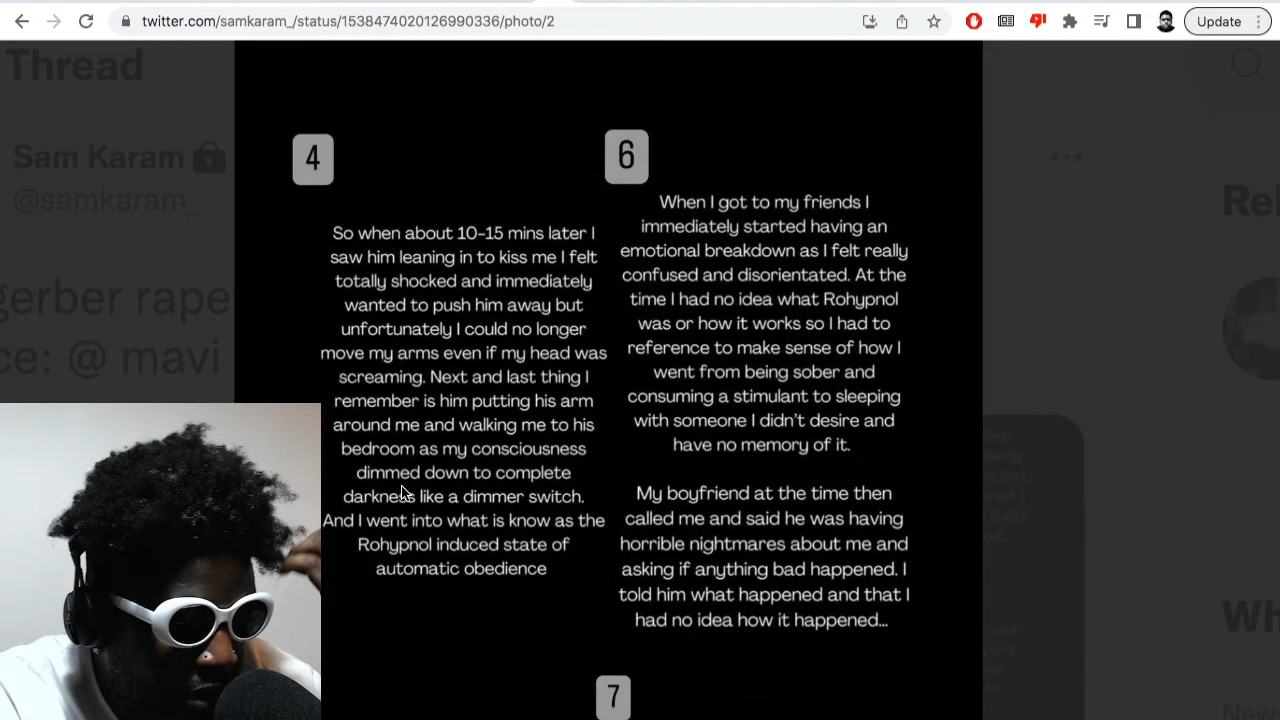 twitter.com/samkaram_/status/1538474020126990336/photo/2
Update
Thread
Sam Karam
@samkaram_
gerber rape
ce: @ mavi
4
So when about 10-15 mins later I
saw him leaning in to kiss me I felt
totally shocked and immediately
wanted to push him away but
unfortunately I could no longer
move my arms even if my head was
screaming. Next and last thing I
remember is him putting his arm
around me and walking me to his
bedroom as my consciousness
dimmed down to complete
darkness like a dimmer switch.
And I went into what is know as the
Rohypnol induced state of
automatic obedience
6
When I got to my friends I
immediately started having an
emotional breakdown as I felt really
confused and disorientated. At the
time I had no idea what Rohypnol
was or how it works so I had to
reference to make sense of how I
went from being sober and
consuming a stimulant to sleeping
with someone I didn't desire and
have no memory of it.
My boyfriend at the time then
called me and said he was having
horrible nightmares about me and
asking if anything bad happened. I
told him what happened and that I
had no idea how it happened...
7
Rel
Wh